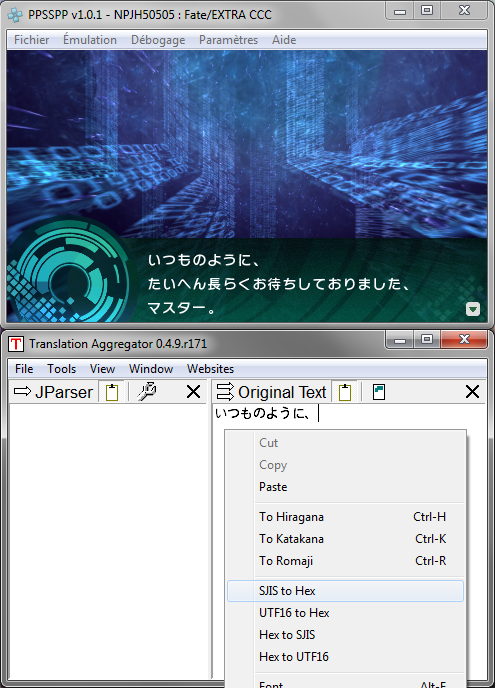 PPSSPP v1.0.1 - NPJH50505 : Fate/EXTRA CCC
Fichier Émulation Débogage Paramètres Aide
いつものように、
たいへん長らくお待ちしておりました、
マスター。
Translation Aggregator 0.4.9.r171
File Tools View Window Websites
JParser Original Text
いつものように、
Cut
Copy
Paste
To Hiragana Ctrl-H
To Katakana Ctrl-K
To Romaji Ctrl-R
SJIS to Hex
UTF16 to Hex
Hex to SJIS
Hex to UTF16
Font Alt-F